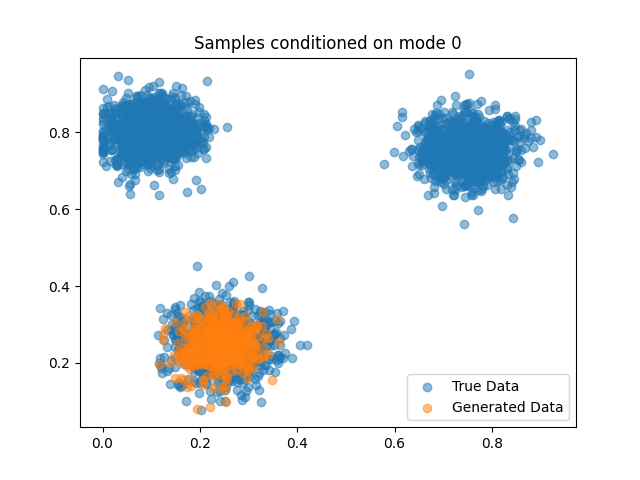 Samples conditioned on mode 0
0.8
0.6
0.4
0.2
0.0 0.2 0.4 0.6 0.8
True Data
Generated Data